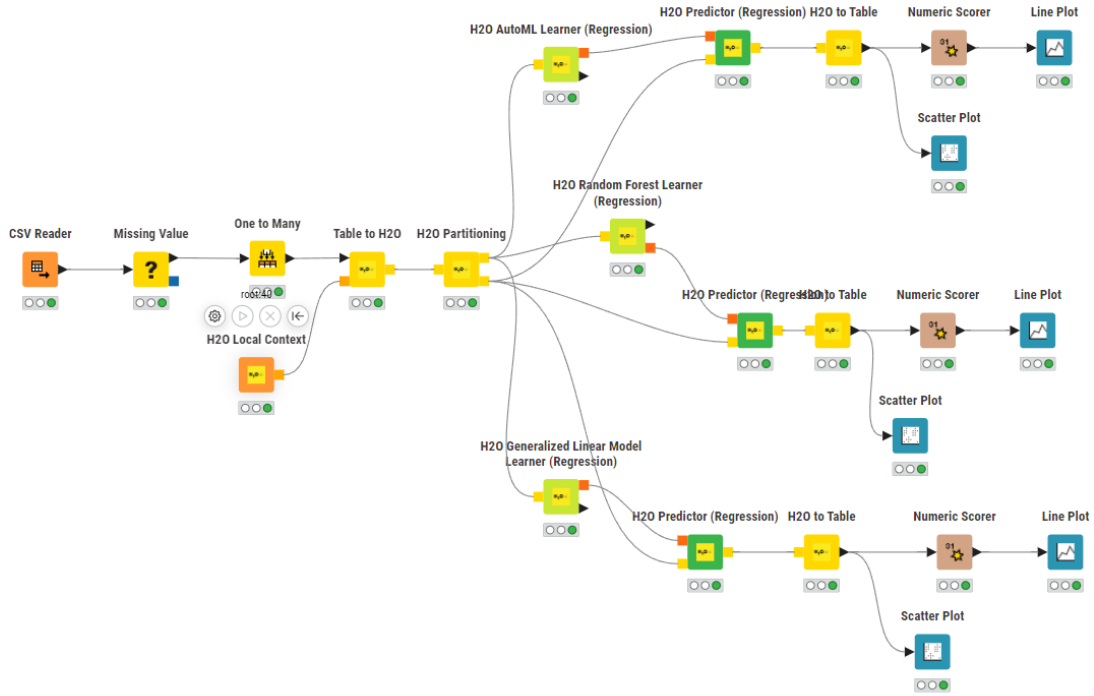 H2O AutoML Learner (Regression)
H2O Predictor (Regression)
H2O to Table
Numeric Scorer
Line Plot
Scatter Plot
H2O Random Forest Learner
(Regression)
CSV Reader
Missing Value
One to Many
Table to H2O
H2O Partitioning
root:40
H2O Local Context
H2O Predictor (Regression)
H2O to Table
Numeric Scorer
Line Plot
Scatter Plot
H2O Generalized Linear Model
Learner (Regression)
H2O Predictor (Regression)
H2O to Table
Numeric Scorer
Line Plot
Scatter Plot